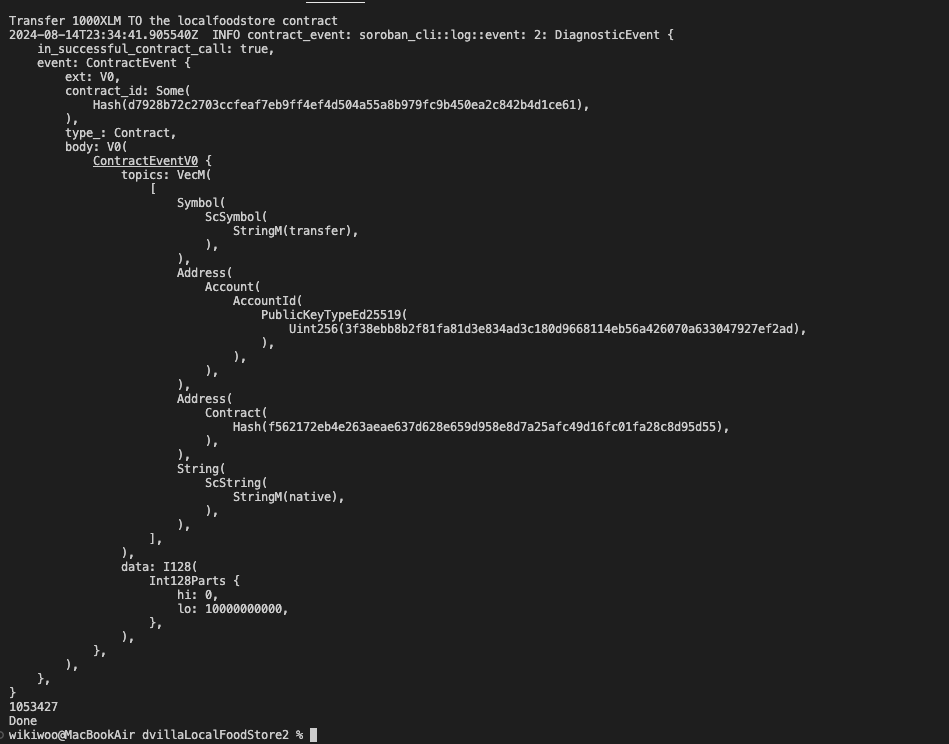 Transfer 1000XLM TO the localfoodstore contract
2024-08-14T23:34:41.905540Z  INFO contract_event: soroban_cli::log::event: 2: DiagnosticEvent {
    in_successful_contract_call: true,
    event: ContractEvent {
        ext: V0,
        contract_id: Some(
            Hash(d7928b72c2703ccfeaf7eb9ff4ef4d504a55a8b979fc9b450ea2c842b4d1ce61),
        ),
        type_: Contract,
        body: V0(
            ContractEventV0 {
                topics: VecM(
                    [
                        Symbol(
                            ScSymbol(
                                StringM(transfer),
                            ),
                        ),
                        Address(
                            Account(
                                AccountId(
                                    PublicKeyTypeEd25519(
                                        Uint256(3f38ebb8b2f81fa81d3e834ad3c180d9668114eb56a426070a633047927ef2ad),
                                    ),
                                ),
                            ),
                        ),
                        Address(
                            Contract(
                                Hash(f562172eb4e263aeae637d628e659d958e8d7a25afc49d16fc01fa28c8d95d55),
                            ),
                        ),
                        String(
                            ScString(
                                StringM(native),
                            ),
                        ),
                    ],
                ),
                data: I128(
                    Int128Parts {
                        hi: 0,
                        lo: 10000000000,
                    },
                ),
            },
        ),
    },
}
1053427
Done
wikiwoo@MacBookAir dvillaLocalFoodStore2 %